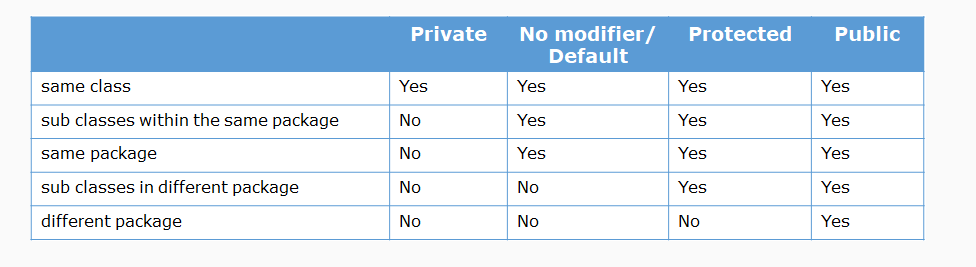 Private No modifier/ Protected Public
Default
same class Yes Yes Yes Yes
sub classes within the same package No Yes Yes Yes
same package No Yes Yes Yes
sub classes in different package No No Yes Yes
different package No No No Yes